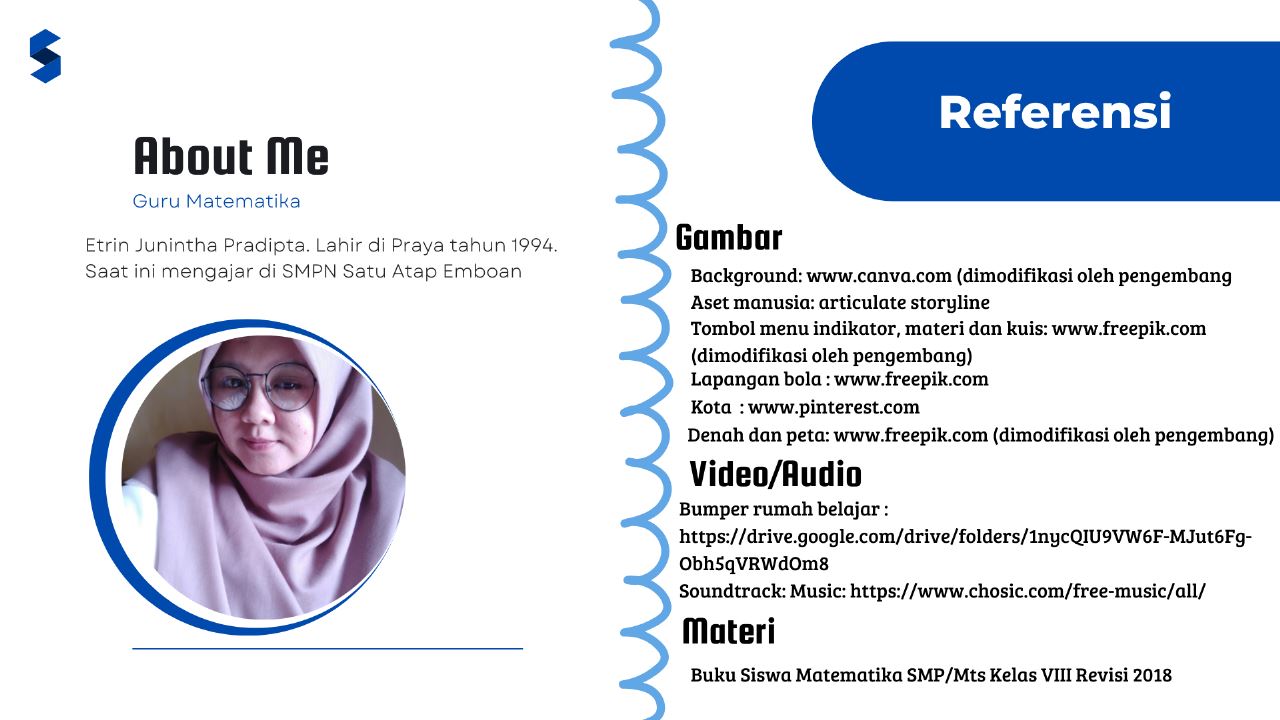 About Me
Guru Matematika
Etrin Junintha Pradipta. Lahir di Praya tahun 1994.
Saat ini mengajar di SMPN Satu Atap Emboan
Referensi
Gambar
Background: www.canva.com (dimodifikasi oleh pengembang
Aset manusia: articulate storyline
Tombol menu indikator, materi dan kuis: www.freepik.com
(dimodifikasi oleh pengembang)
Lapangan bola : www.freepik.com
Kota : www.pinterest.com
Denah dan peta: www.freepik.com (dimodifikasi oleh pengembang)
Video/Audio
Bumper rumah belajar :
https://drive.google.com/drive/folders/1nycQIU9VW6F-MJut6Fg-
Obh5qVRWdOm8
Soundtrack: Music: https://www.chosic.com/free-music/all/
Materi
Buku Siswa Matematika SMP/Mts Kelas VIII Revisi 2018